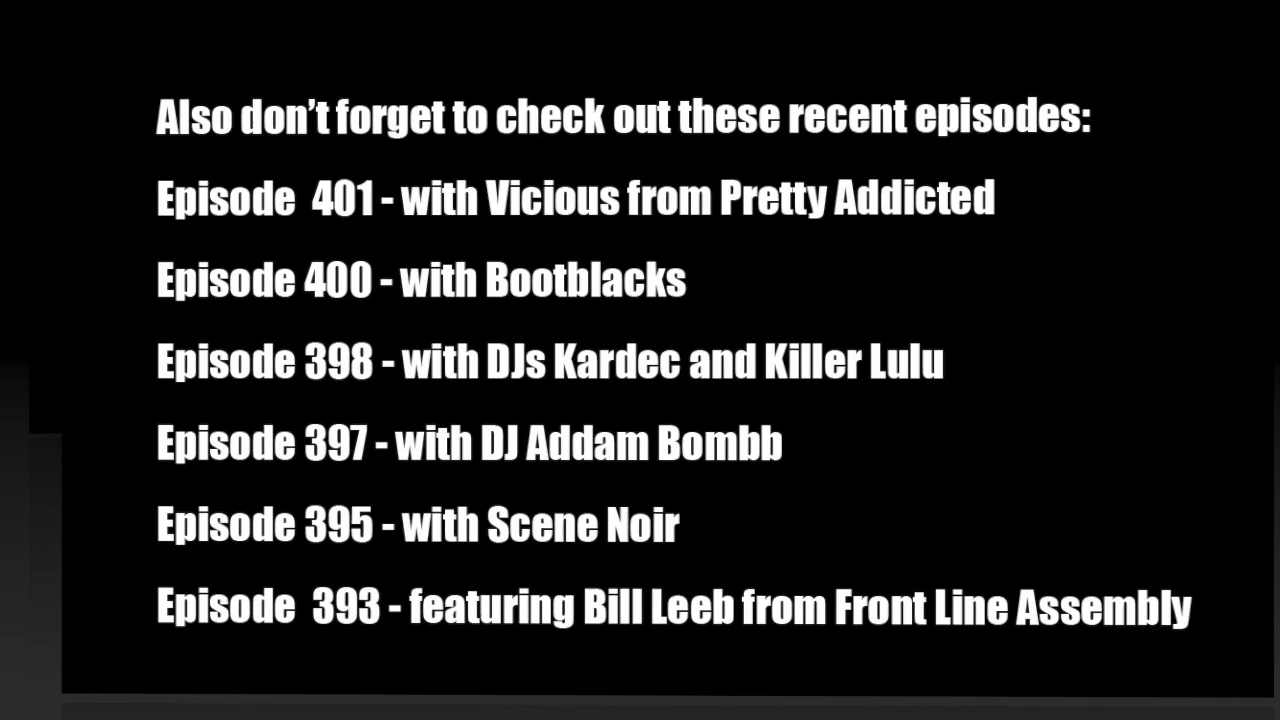 Also don’t forget to check out these recent episodes:
Episode  401 - with Vicious from Pretty Addicted
Episode 400 - with Bootblacks
Episode 398 - with DJs Kardec and Killer Lulu
Episode 397 - with DJ Addam Bombb
Episode 395 - with Scene Noir
Episode  393 - featuring Bill Leeb from Front Line Assembly